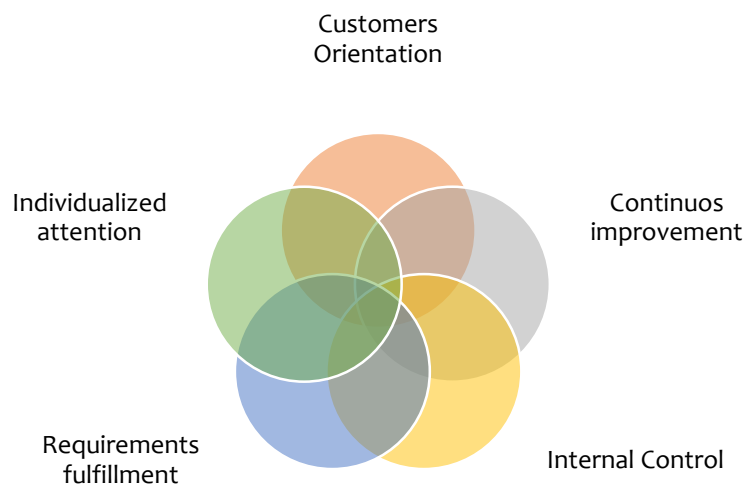 Customers
Orientation
Individualized
attention
Continuos
improvement
Requirements
fulfillment
Internal Control